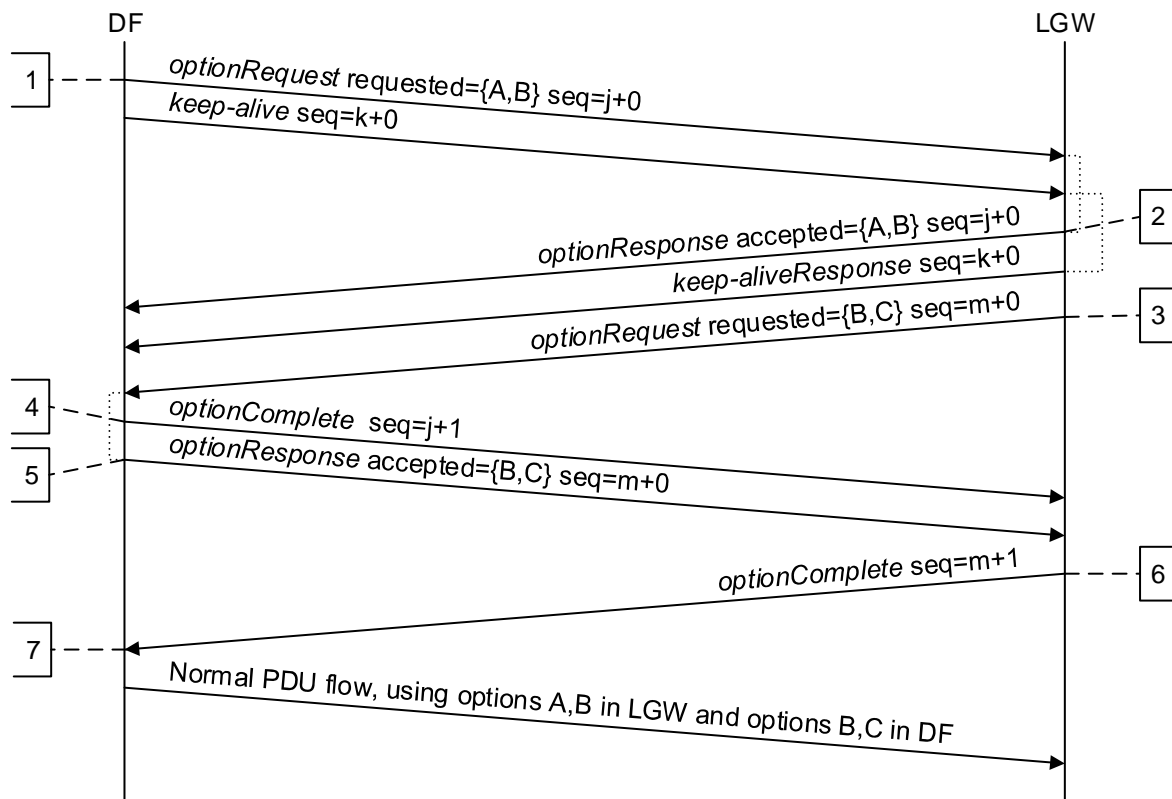 DF
LGW
1
optionRequest requested={A,B} seq=j+0
keep-alive seq=k+0
2
optionResponse accepted={A,B} seq=j+0
keep-aliveResponse seq=k+0
3
optionRequest requested={B,C} seq=m+0
4
optionComplete seq=j+1
5
optionResponse accepted={B,C} seq=m+0
6
optionComplete seq=m+1
7
Normal PDU flow, using options A,B in LGW and options B,C in DF